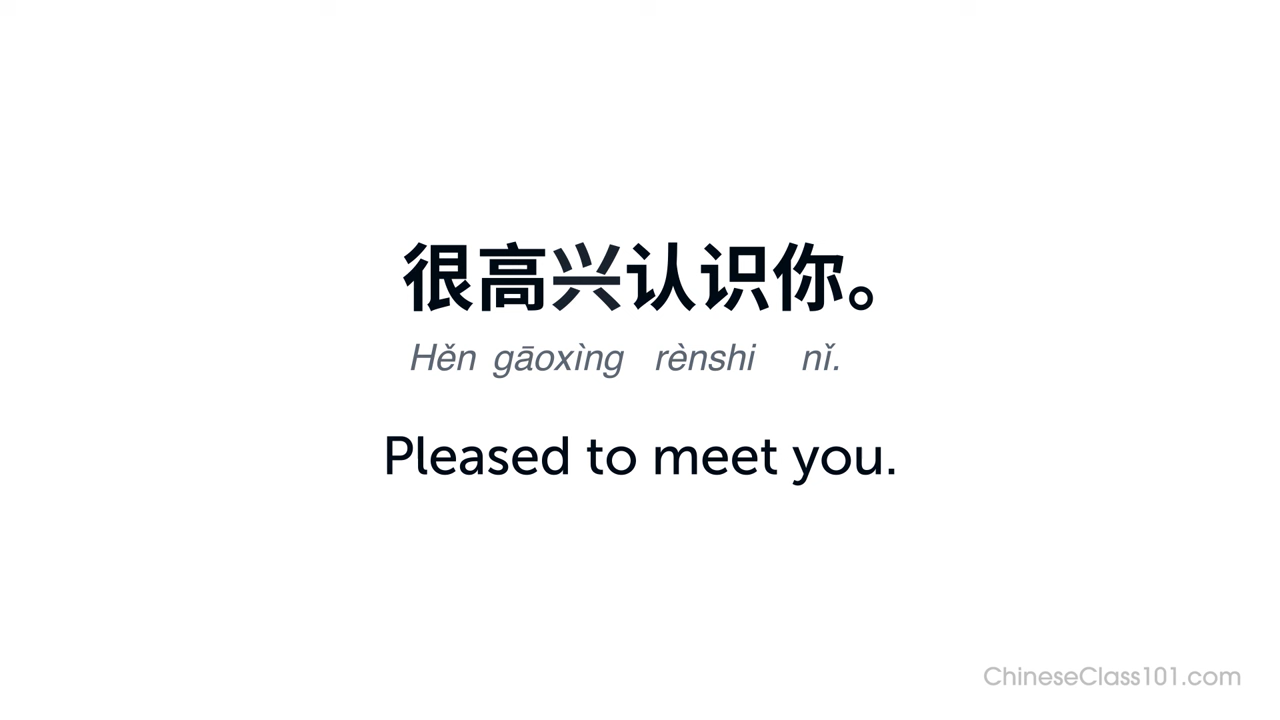 很高兴认识你。
Hěn gāoxìng rènshi nǐ.
Pleased to meet you.
ChineseClass101.com